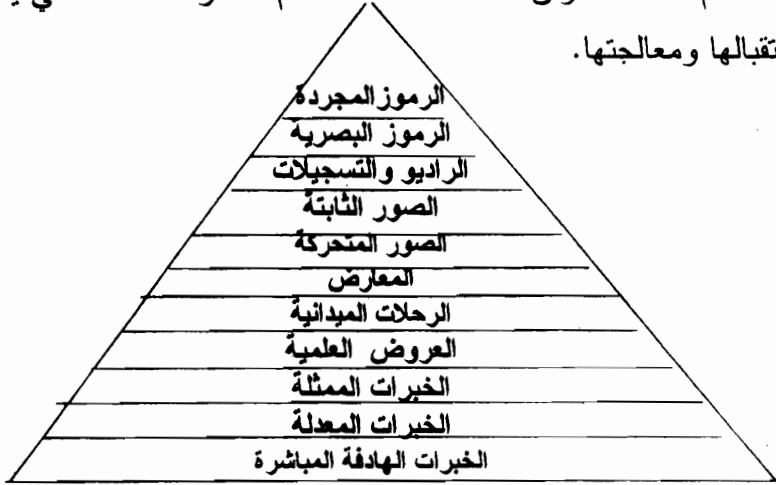 تقبالها ومعالجتها.
الرموز المجردة
الرموز البصرية
الراديو والتسجيلات
الصور الثابتة
الصور المتحركة
المعارض
الرحلات الميدانية
العروض العلمية
الخبرات الممثلة
الخبرات المعدلة
الخبرات الهادفة المباشرة